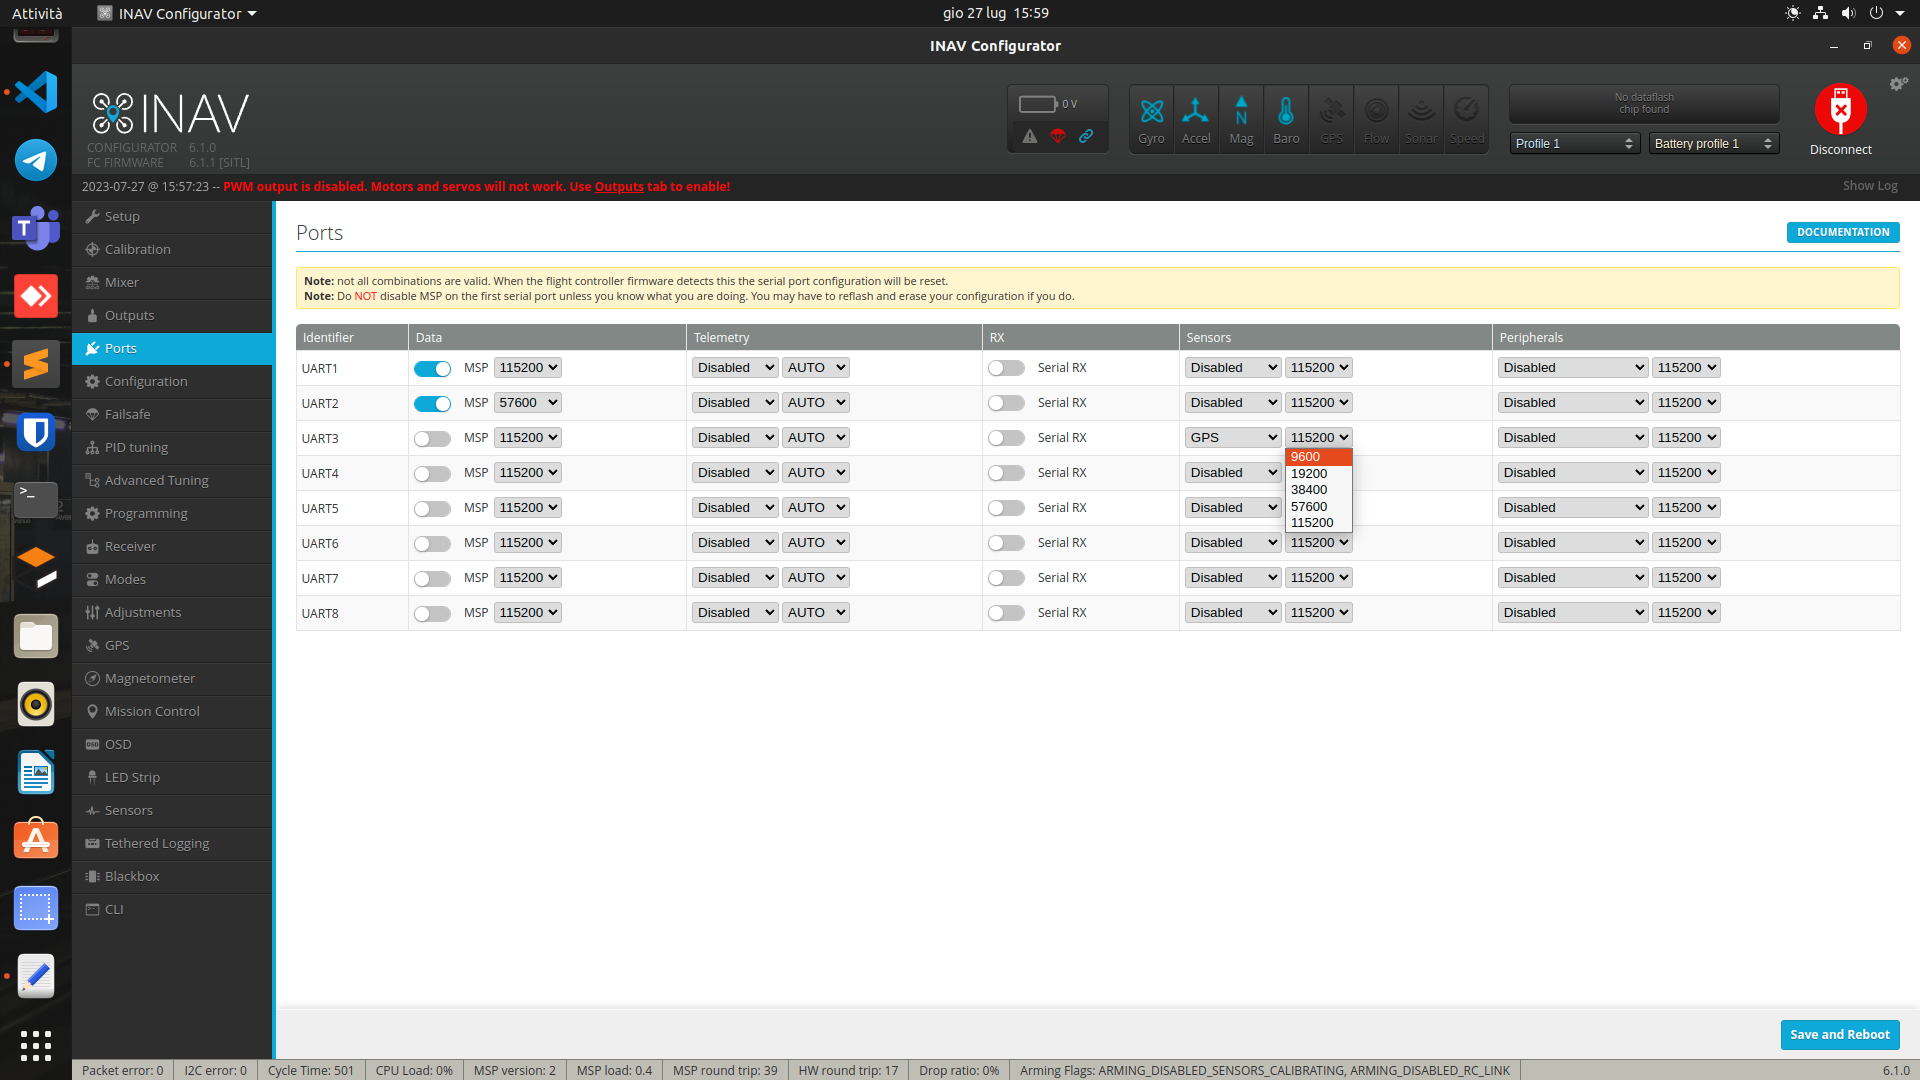 Attività INAV Configurator gio 27 lug 15:59
INAV Configurator
INAV
CONFIGURATOR 6.1.0
FC FIRMWARE 6.1.1 [SITL]
0 V
Gyro Accel Mag Baro GPS Flow Sonar Speed
No dataflash
chip found
Profile 1 Battery profile 1
Disconnect
2023-07-27 @ 15:57:23 -- PWM output is disabled. Motors and servos will not work. Use Outputs tab to enable! Show Log
Setup
Calibration
Mixer
Outputs
Ports
Configuration
Failsafe
PID tuning
Advanced Tuning
Programming
Receiver
Modes
Adjustments
GPS
Magnetometer
Mission Control
OSD
LED Strip
Sensors
Tethered Logging
Blackbox
CLI
Ports DOCUMENTATION
Note: not all combinations are valid. When the flight controller firmware detects this the serial port configuration will be reset.
Note: Do NOT disable MSP on the first serial port unless you know what you are doing. You may have to reflash and erase your configuration if you do.
Identifier Data Telemetry RX Sensors Peripherals
UART1 MSP 115200 Disabled AUTO Serial RX Disabled 115200 Disabled 115200
UART2 MSP 57600 Disabled AUTO Serial RX Disabled 115200 Disabled 115200
UART3 MSP 115200 Disabled AUTO Serial RX GPS 115200 Disabled 115200
9600
19200
38400
57600
115200
UART4 MSP 115200 Disabled AUTO Serial RX Disabled Disabled 115200
UART5 MSP 115200 Disabled AUTO Serial RX Disabled Disabled 115200
UART6 MSP 115200 Disabled AUTO Serial RX Disabled 115200 Disabled 115200
UART7 MSP 115200 Disabled AUTO Serial RX Disabled 115200 Disabled 115200
UART8 MSP 115200 Disabled AUTO Serial RX Disabled 115200 Disabled 115200
Save and Reboot
Packet error: 0 I2C error: 0 Cycle Time: 501 CPU Load: 0% MSP version: 2 MSP load: 0.4 MSP round trip: 39 HW round trip: 17 Drop ratio: 0% Arming Flags: ARMING_DISABLED_SENSORS_CALIBRATING, ARMING_DISABLED_RC_LINK 6.1.0